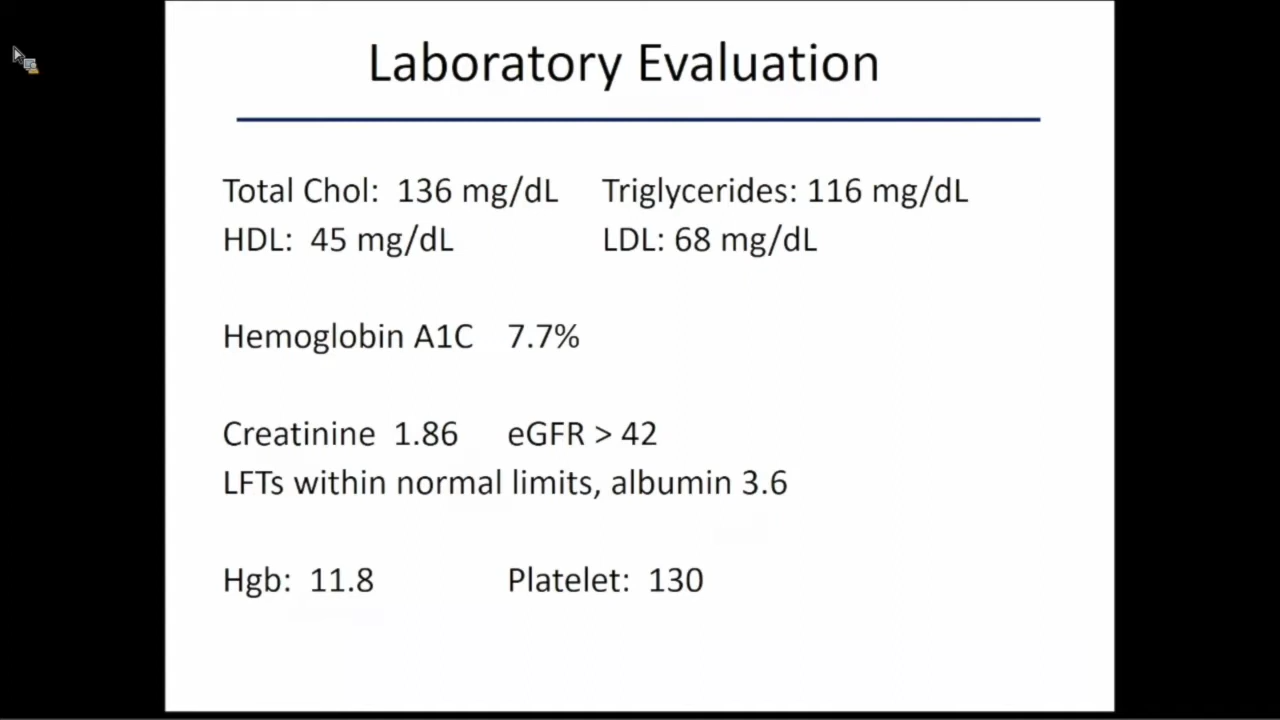 Laboratory Evaluation
Total Chol: 136 mg/dL Triglycerides: 116 mg/dL
HDL: 45 mg/dL LDL: 68 mg/dL
Hemoglobin A1C 7.7%
Creatinine 1.86 eGFR > 42
LFTs within normal limits, albumin 3.6
Hgb: 11.8 Platelet: 130